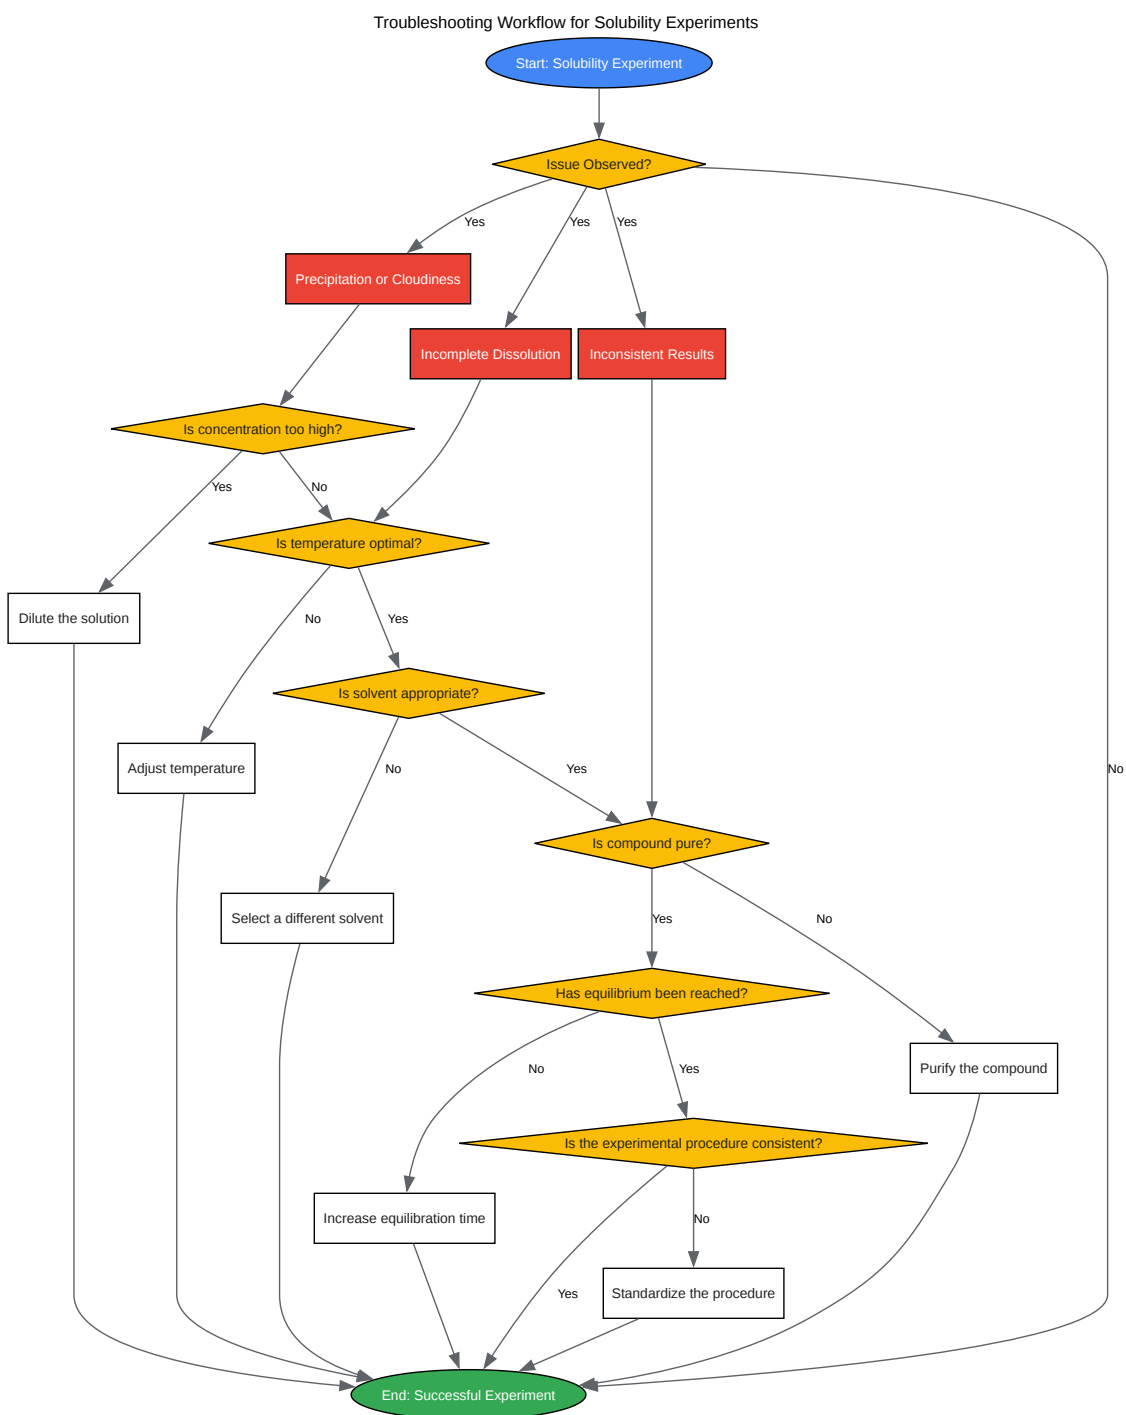 Troubleshooting Workflow for Solubility Experiments
Start: Solubility Experiment
Issue Observed?
Yes
Yes
Yes
Precipitation or Cloudiness
Incomplete Dissolution
Inconsistent Results
Is concentration too high?
Yes
No
Is temperature optimal?
Dilute the solution
No
Yes
Is solvent appropriate?
Adjust temperature
No
Yes
No
Is compound pure?
Select a different solvent
Yes
No
Has equilibrium been reached?
No
Yes
Purify the compound
Is the experimental procedure consistent?
Increase equilibration time
No
Yes
Standardize the procedure
End: Successful Experiment